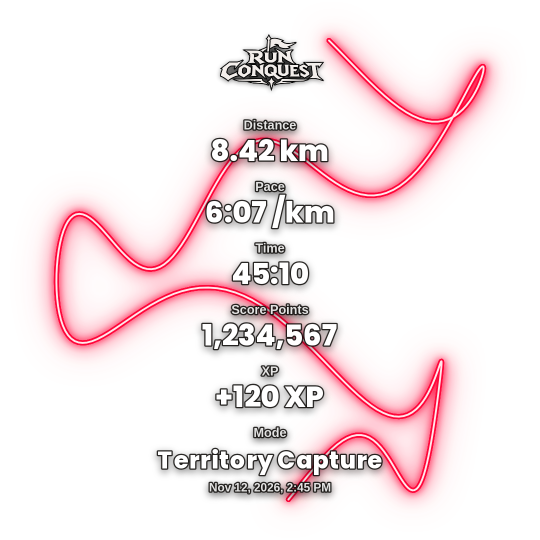 RUN
CONQUEST
Distance
8.42 km
Pace
6:07 /km
Time
45:10
Score Points
1,234,567
XP
+120 XP
Mode
Territory Capture
Nov 12, 2026, 2:45 PM